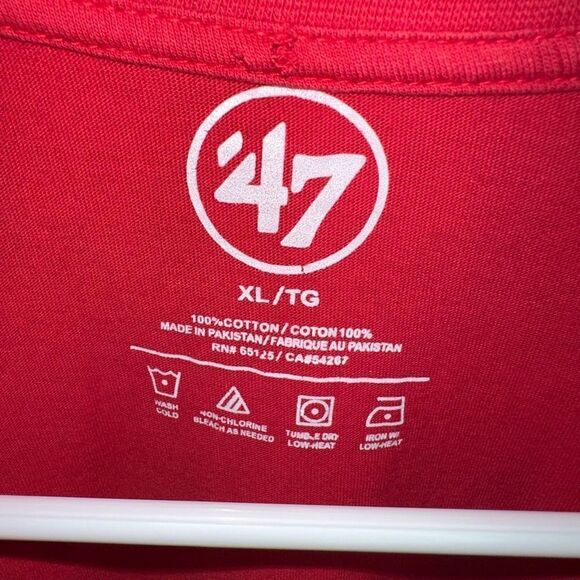 '47
XL/TG
100%COTTON/COTON 100%
MADE IN PAKISTAN/FABRIQUE AU PAKISTAN
RN# 65125/CA#54267
WASH COLD
NON-CHLORINE BLEACH AS NEEDED
TUMBLE DRY LOW-HEAT
IRON W/ LOW-HEAT